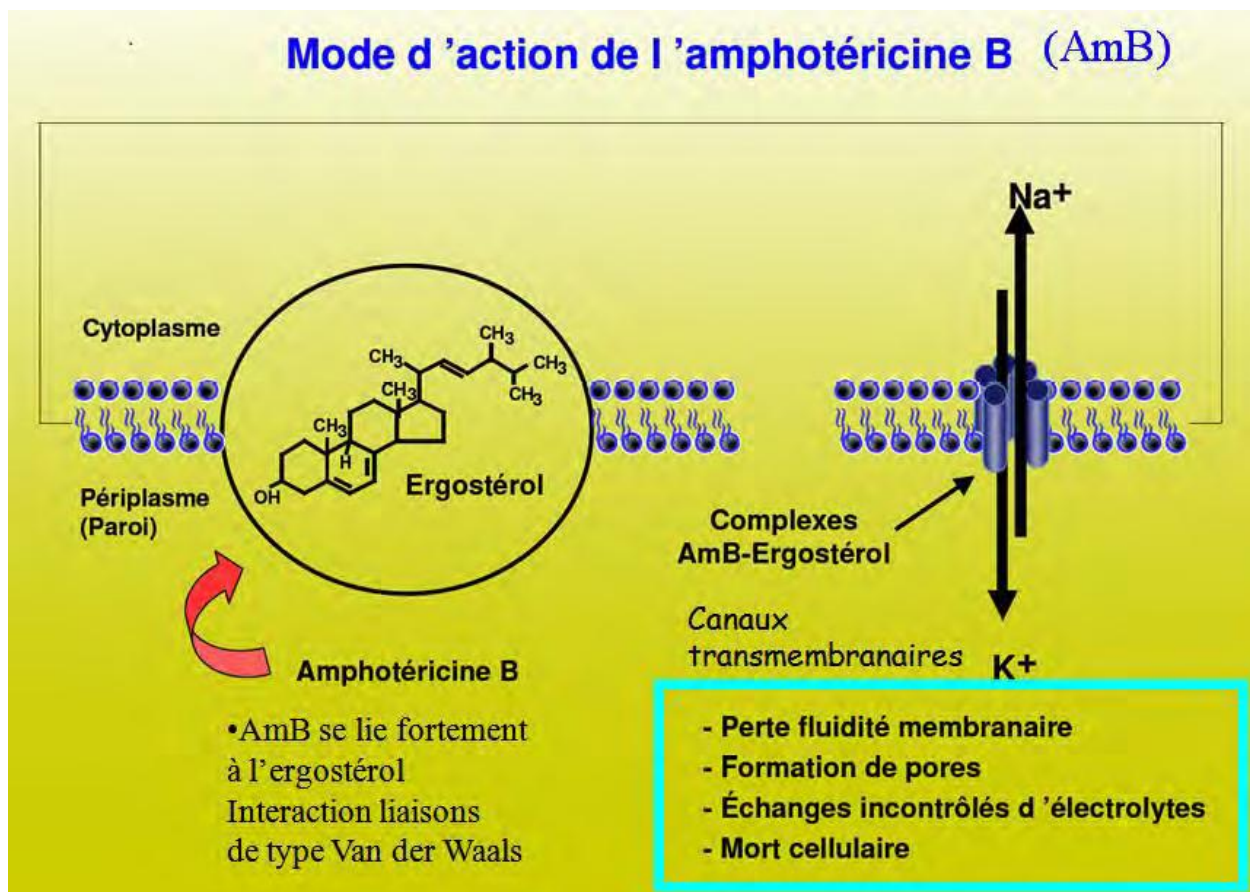 Mode d 'action de l 'amphotéricine B (AmB)
Na+
Cytoplasme
CH3
CH3
CH3
CH3
CH3
CH3
H
OH
Ergostérol
Périplasme
(Paroi)
Complexes
AmB-Ergostérol
Canaux
transmembranaires
K+
Amphotéricine B
•AmB se lie fortement
à l'ergostérol
Interaction liaisons
de type Van der Waals
- Perte fluidité membranaire
- Formation de pores
- Échanges incontrôlés d 'électrolytes
- Mort cellulaire